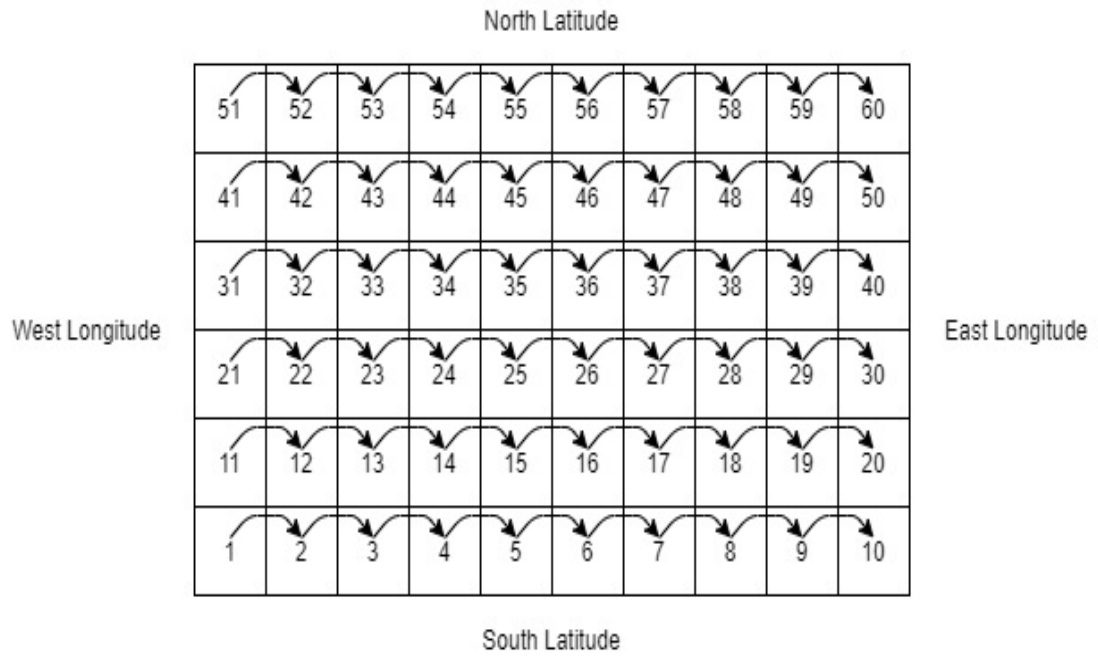 North Latitude
51 52 53 54 55 56 57 58 59 60
41 42 43 44 45 46 47 48 49 50
31 32 33 34 35 36 37 38 39 40
West Longitude
East Longitude
21 22 23 24 25 26 27 28 29 30
11 12 13 14 15 16 17 18 19 20
1 2 3 4 5 6 7 8 9 10
South Latitude